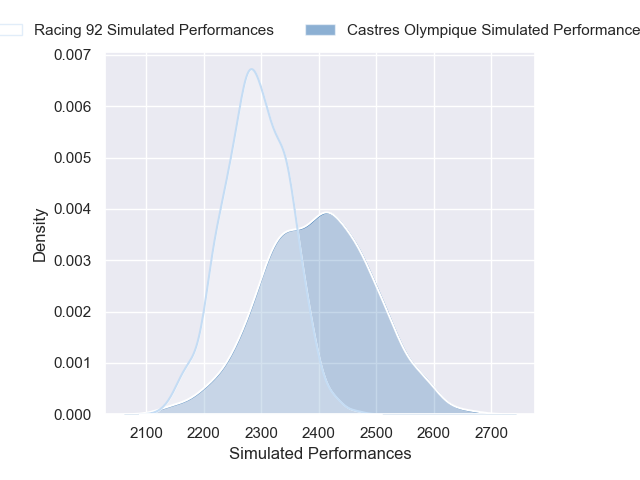 Racing 92 Simulated Performances
Castres Olympique Simulated Performance
0.007
0.006
0.005
0.004
0.003
0.002
0.001
0.000
Density
2100 2200 2300 2400 2500 2600 2700
Simulated Performances